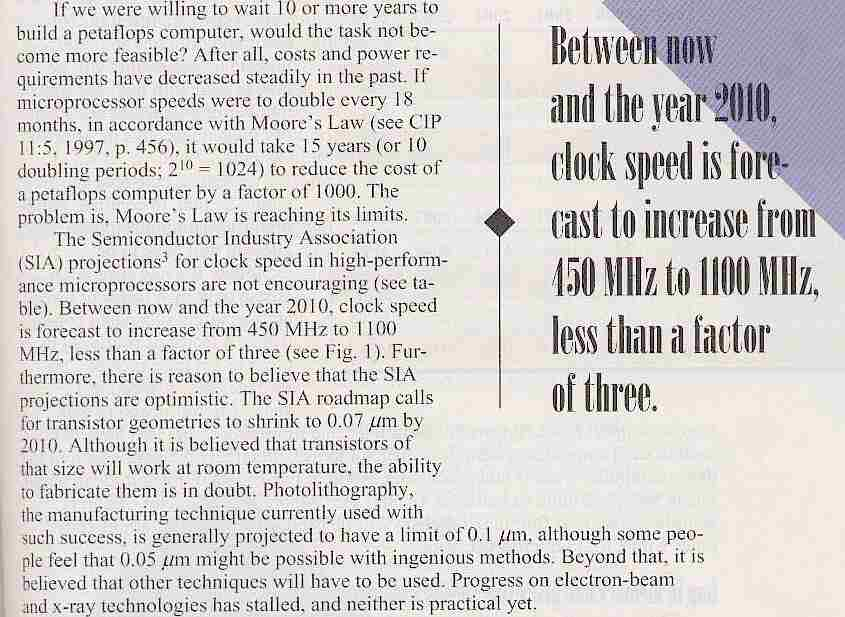 If we were willing to wait 10 or more years to
build a petaflops computer, would the task not be-
come more feasible? After all, costs and power re-
quirements have decreased steadily in the past. If
microprocessor speeds were to double every 18
months, in accordance with Moore's Law (see CIP
11:5, 1997, p. 456), it would take 15 years (or 10
doubling periods; 2¹⁰ = 1024) to reduce the cost of
a petaflops computer by a factor of 1000. The
problem is, Moore's Law is reaching its limits.
The Semiconductor Industry Association
(SIA) projections³ for clock speed in high-perform-
ance microprocessors are not encouraging (see ta-
ble). Between now and the year 2010, clock speed
is forecast to increase from 450 MHz to 1100
MHz, less than a factor of three (see Fig. 1). Fur-
thermore, there is reason to believe that the SIA
projections are optimistic. The SIA roadmap calls
for transistor geometries to shrink to 0.07 μm by
2010. Although it is believed that transistors of
that size will work at room temperature, the ability
to fabricate them is in doubt. Photolithography,
the manufacturing technique currently used with
such success, is generally projected to have a limit of 0.1 μm, although some peo-
ple feel that 0.05 μm might be possible with ingenious methods. Beyond that, it is
believed that other techniques will have to be used. Progress on electron-beam
and x-ray technologies has stalled, and neither is practical yet.
Between now
and the year 2010,
clock speed is fore-
cast to increase from
450 MHz to 1100 MHz,
less than a factor
of three.